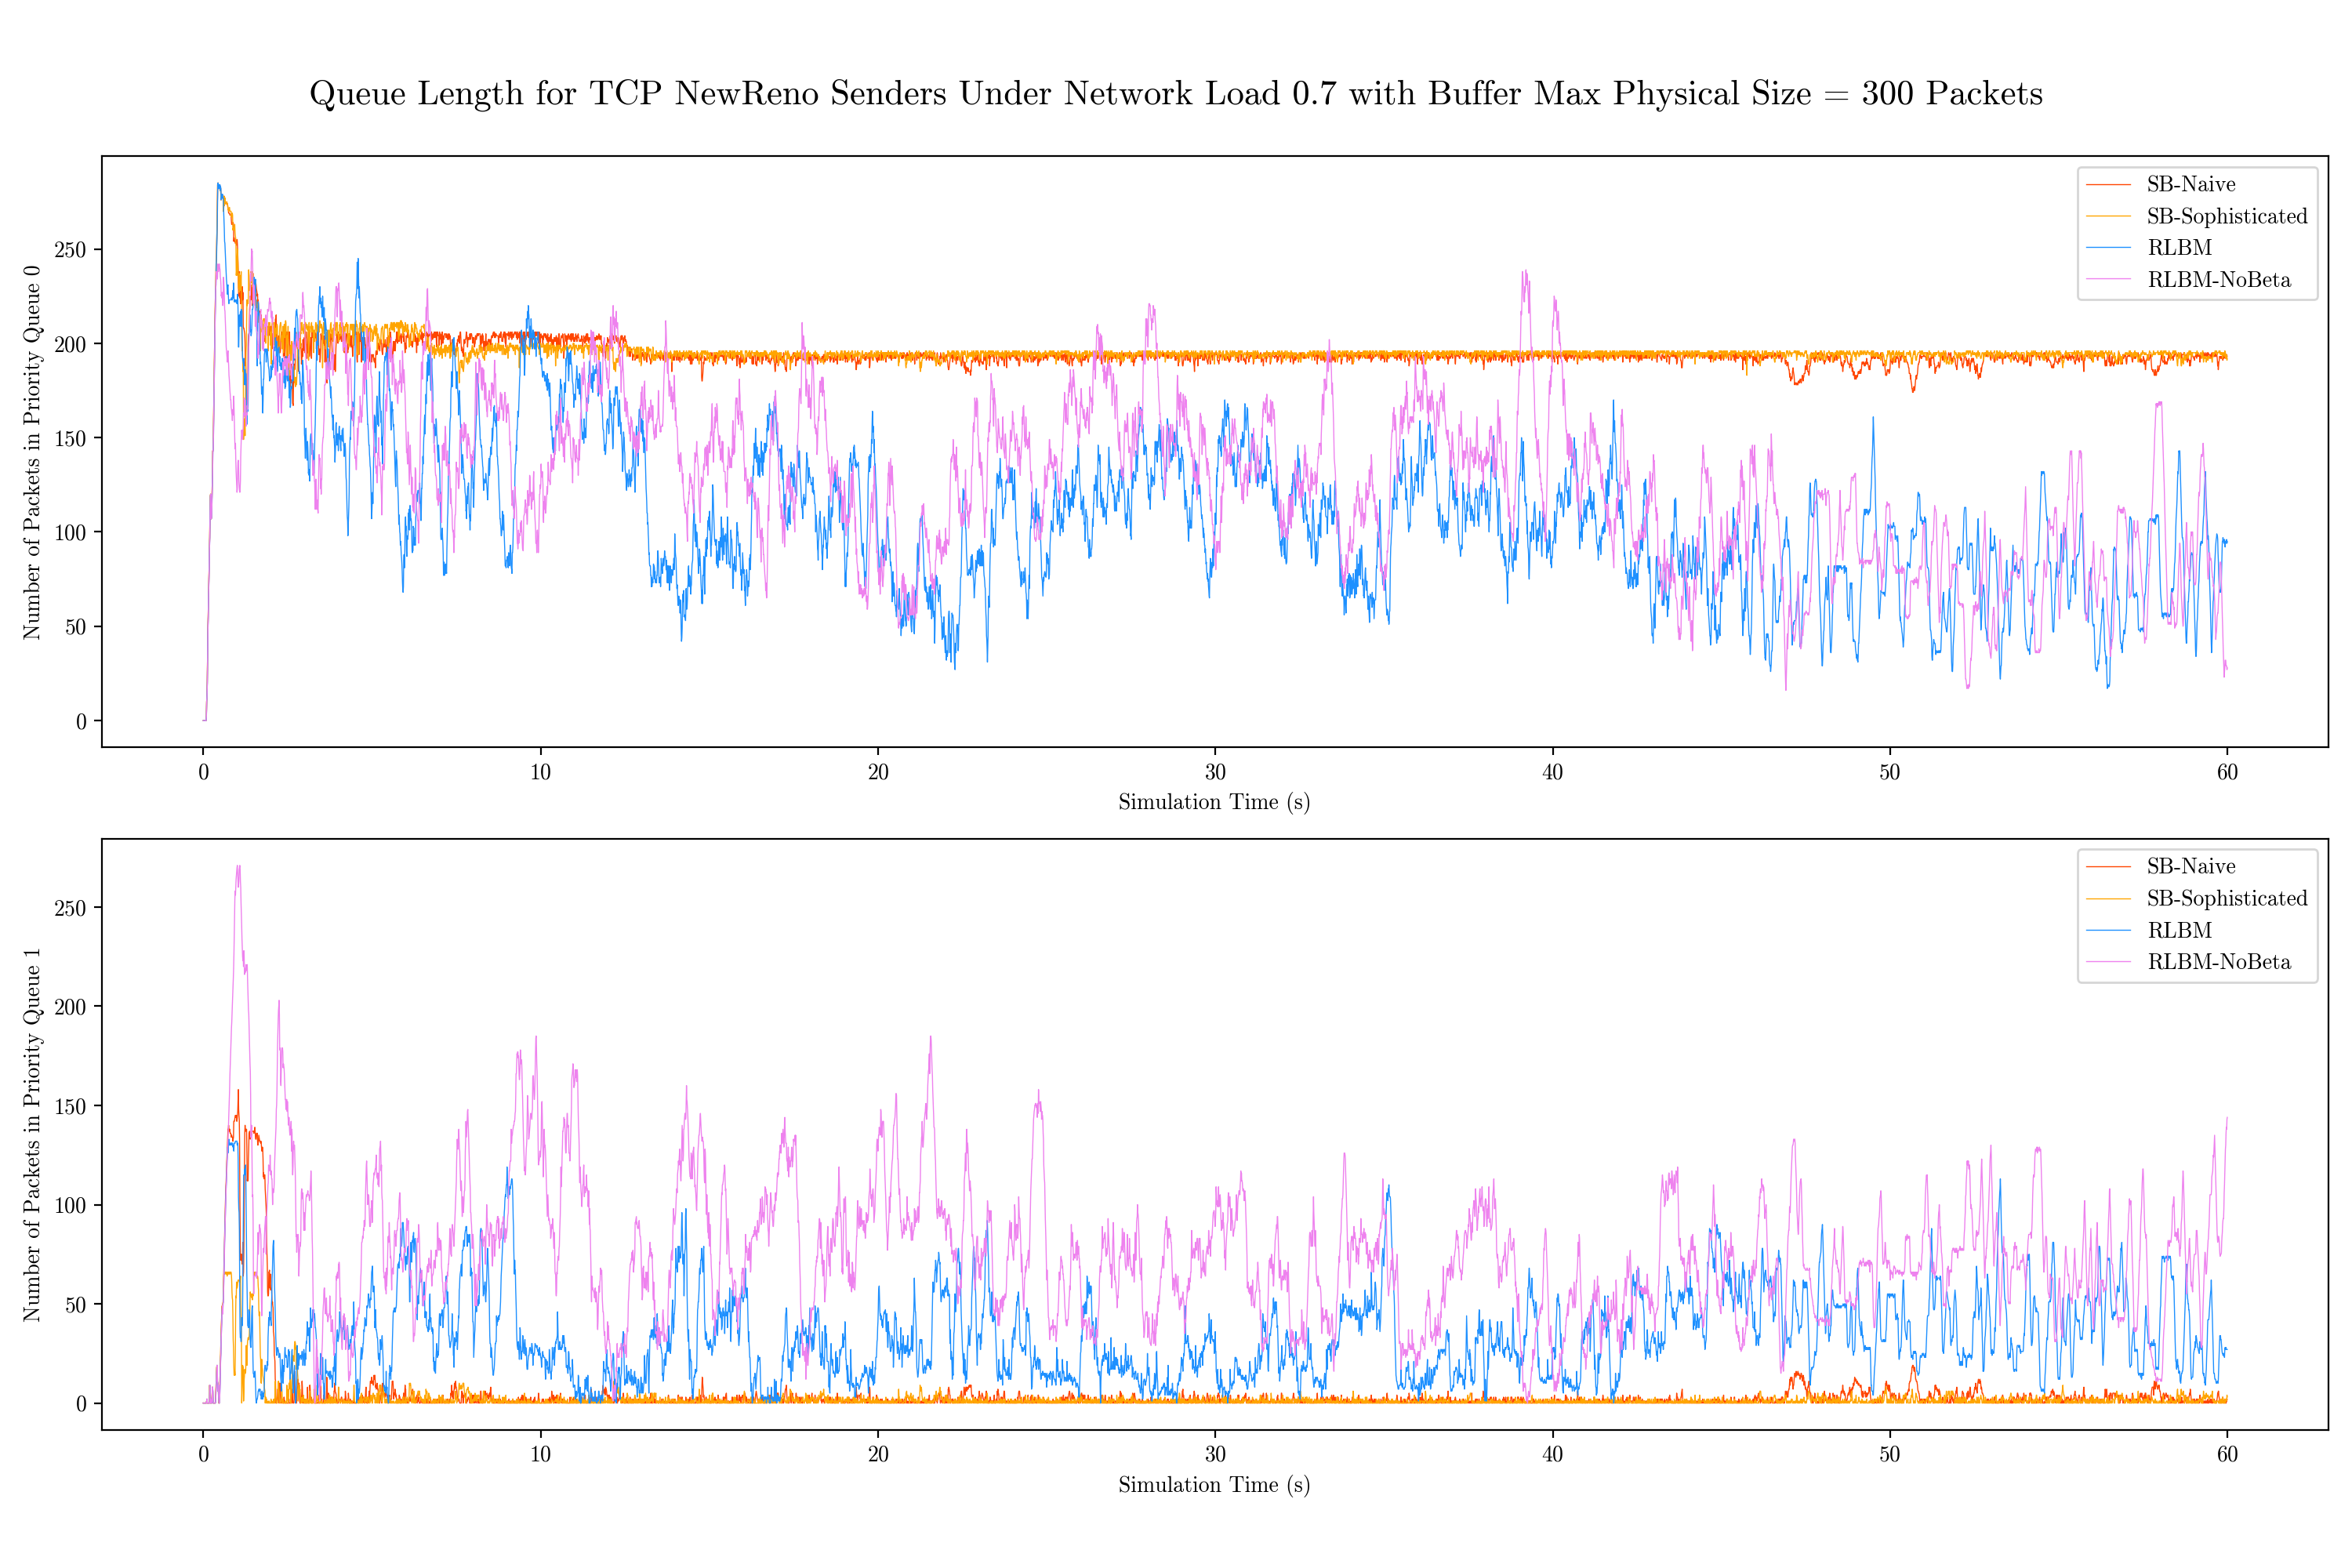 Queue Length for TCP NewReno Senders Under Network Load 0.7 with Buffer Max Physical Size = 300 Packets
Number of Packets in Priority Queue 0
250
200
150
100
50
0
SB-Naive
SB-Sophisticated
RLBM
RLBM-NoBeta
0 10 20 30 40 50 60
Simulation Time (s)
Number of Packets in Priority Queue 1
250
200
150
100
50
0
SB-Naive
SB-Sophisticated
RLBM
RLBM-NoBeta
0 10 20 30 40 50 60
Simulation Time (s)